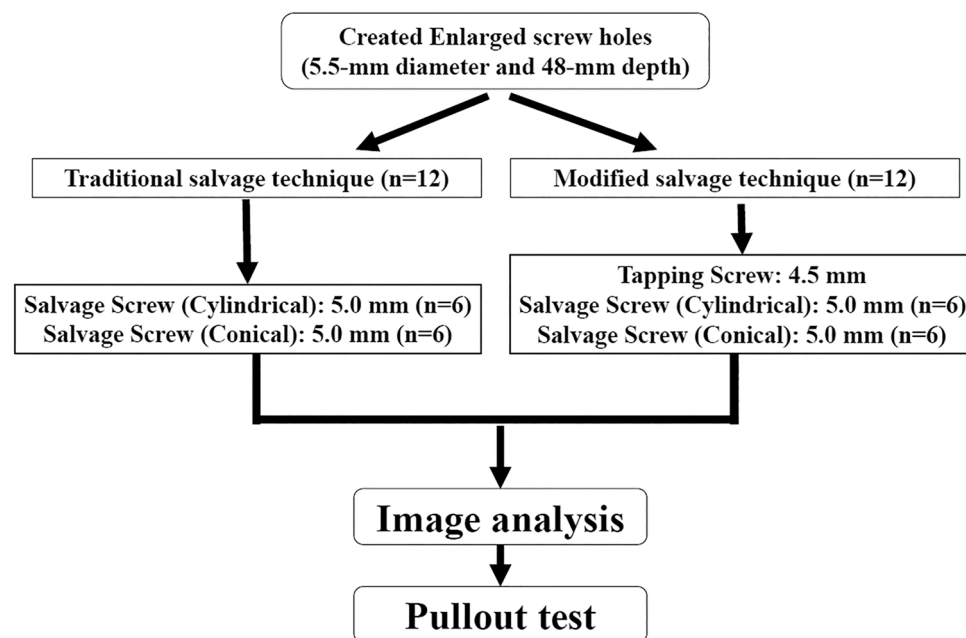 Created Enlarged screw holes
(5.5-mm diameter and 48-mm depth)
Traditional salvage technique (n=12)
Modified salvage technique (n=12)
Salvage Screw (Cylindrical): 5.0 mm (n=6)
Salvage Screw (Conical): 5.0 mm (n=6)
Tapping Screw: 4.5 mm
Salvage Screw (Cylindrical): 5.0 mm (n=6)
Salvage Screw (Conical): 5.0 mm (n=6)
Image analysis
Pullout test